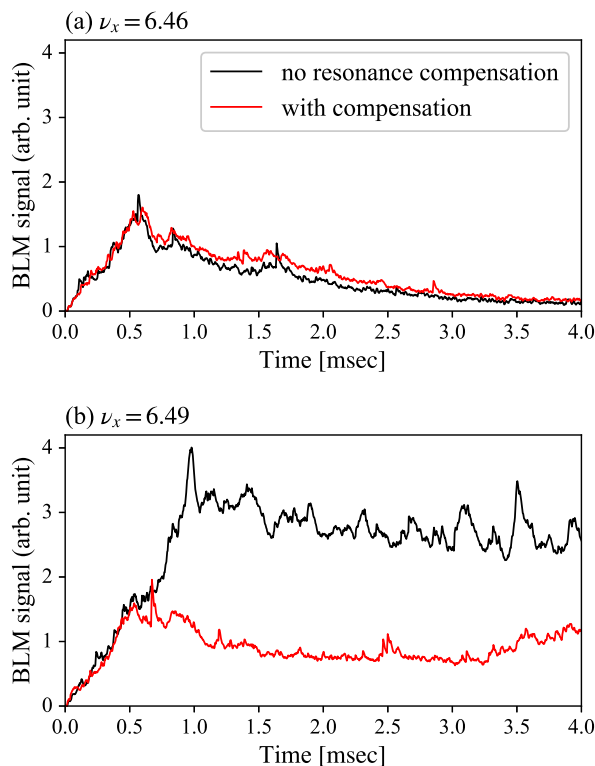 (a) νx = 6.46
BLM signal (arb. unit)
4
3
2
1
0
no resonance compensation
with compensation
0.0 0.5 1.0 1.5 2.0 2.5 3.0 3.5 4.0
Time [msec]
(b) νx = 6.49
BLM signal (arb. unit)
4
3
2
1
0
0.0 0.5 1.0 1.5 2.0 2.5 3.0 3.5 4.0
Time [msec]